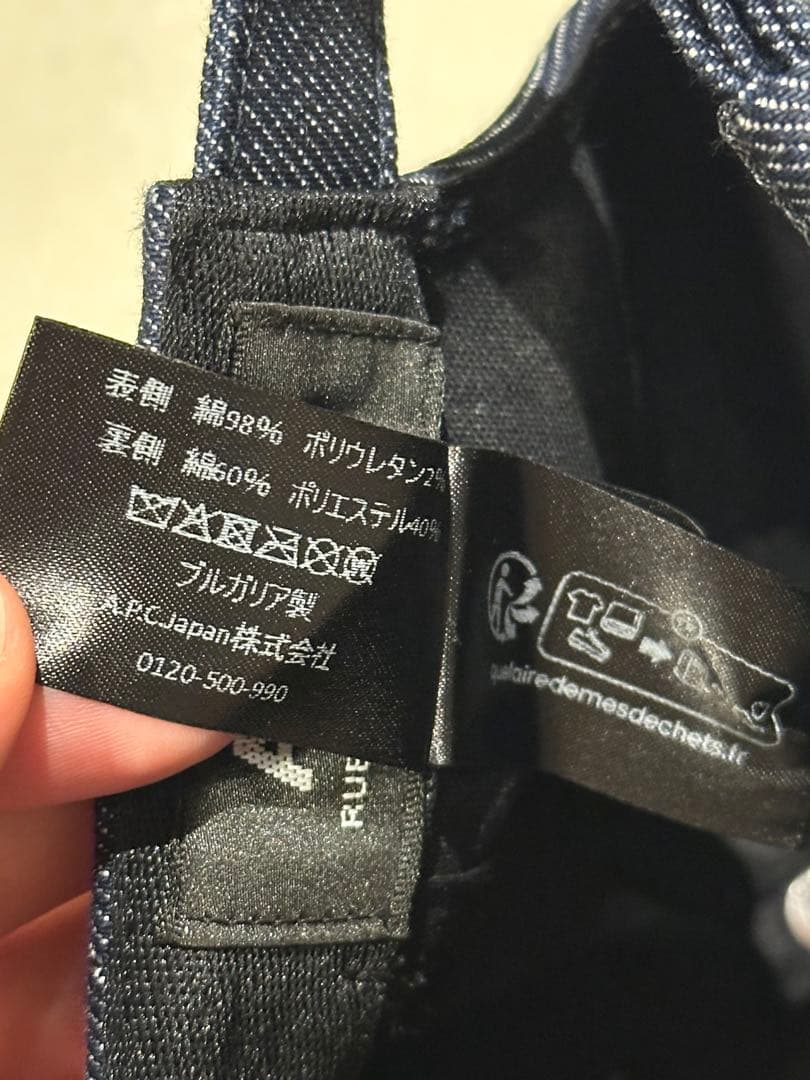 表側 綿98% ポリウレタン2%
裏側 綿60% ポリエステル40%
ブルガリア製
A.P.C.Japan株式会社
0120-500-990
quefairedemesdechets.fr
A
RUE